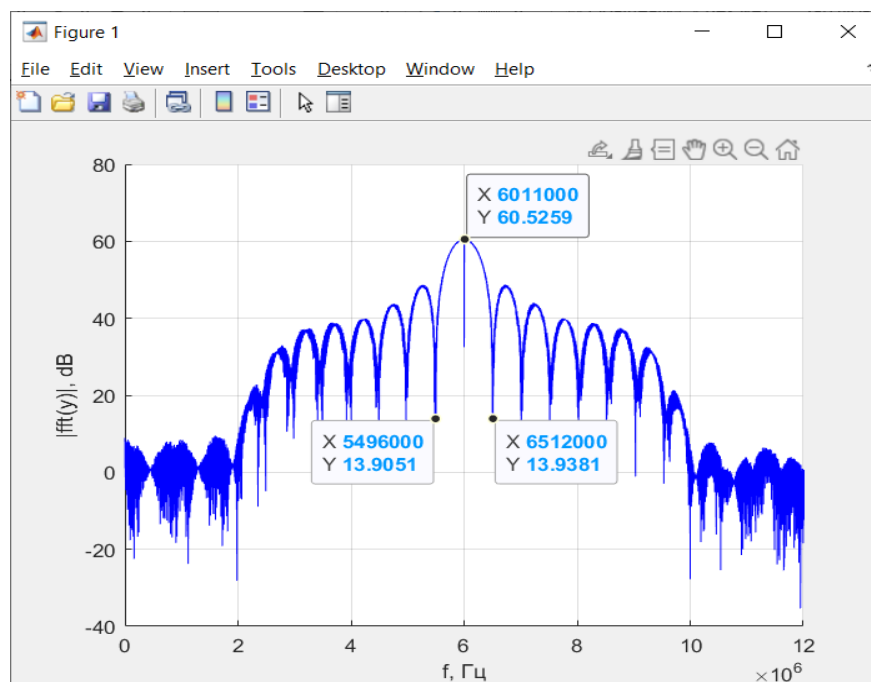 Figure 1
File Edit View Insert Tools Desktop Window Help
80
60
40
20
0
-20
-40
|fft(y)|, dB
X 6011000
Y 60.5259
X 5496000
Y 13.9051
X 6512000
Y 13.9381
0 2 4 6 8 10 12
f, Гц
×10⁶